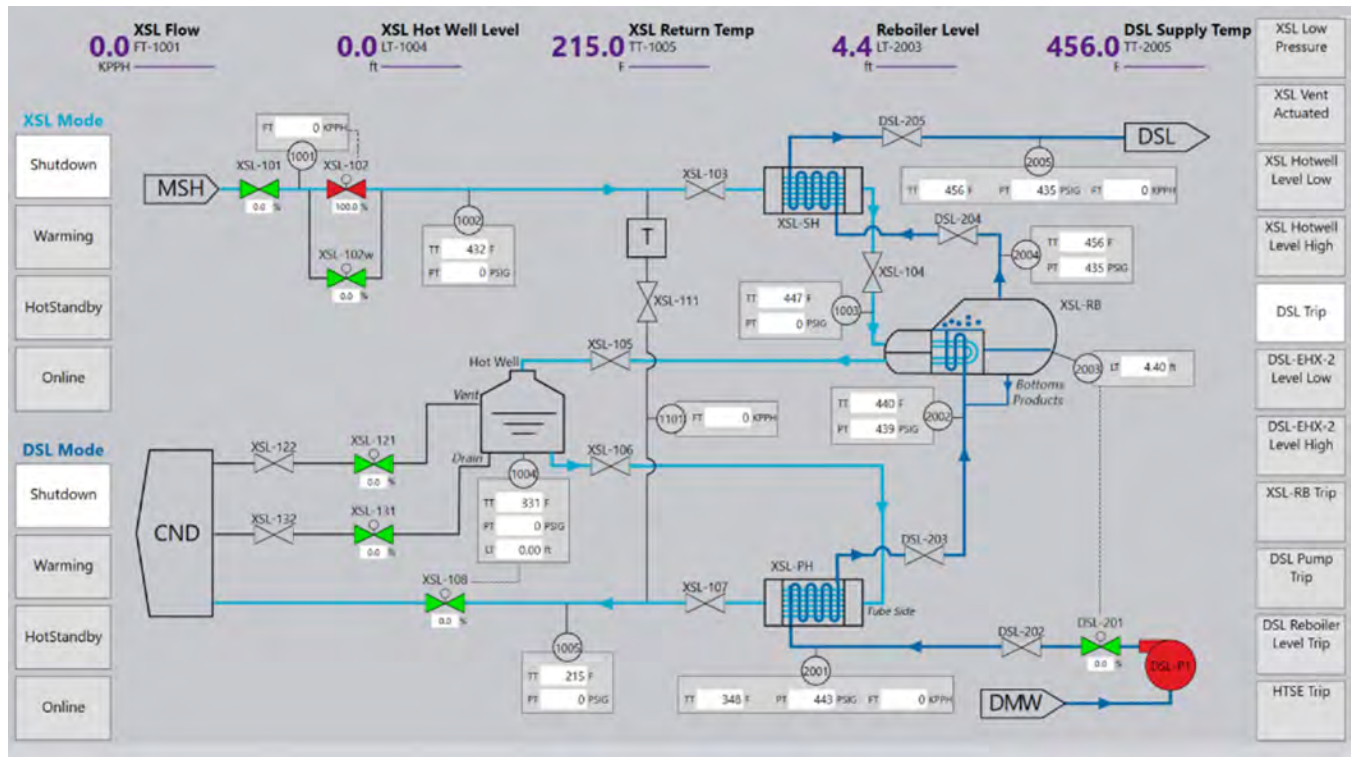 XSL Flow
0.0 FT-1001
KPPH
XSL Hot Well Level
0.0 LT-1004
ft
XSL Return Temp
215.0 TT-1005
F
Reboiler Level
4.4 LT-2003
ft
DSL Supply Temp
456.0 TT-2005
F
XSL Low
Pressure
XSL Vent
Actuated
XSL Hotwell
Level Low
XSL Hotwell
Level High
DSL Trip
DSL-EHX-2
Level Low
DSL-EHX-2
Level High
XSL-RB Trip
DSL Pump
Trip
DSL Reboiler
Level Trip
HTSE Trip
XSL Mode
Shutdown
Warming
HotStandby
Online
DSL Mode
Shutdown
Warming
HotStandby
Online
FT 0 KPPH
1001
XSL-101
0.0 %
XSL-102
100.0 %
XSL-102w
0.0 %
MSH
1002
TT 432 F
PT 0 PSIG
XSL-103
T
XSL-111
XSL-SH
DSL-205
DSL
2005
TT 456 F PT 435 PSIG FT 0 KPPH
DSL-204
2004
TT 456 F
PT 435 PSIG
XSL-104
1003
TT 447 F
PT 0 PSIG
XSL-RB
2003
LT 4.40 ft
Bottoms
Products
2002
TT 440 F
PT 439 PSIG
XSL-105
Hot Well
Vent
Drain
1101
FT 0 KPPH
XSL-106
1004
TT 331 F
PT 0 PSIG
LT 0.00 ft
XSL-122
XSL-121
0.0 %
XSL-132
XSL-131
0.0 %
CND
XSL-108
0.0 %
1005
TT 215 F
PT 0 PSIG
XSL-107
XSL-PH
Tube Side
DSL-203
2001
TT 348 F PT 443 PSIG FT 0 KPPH
DSL-202
DSL-201
0.0 %
DSL-P1
DMW